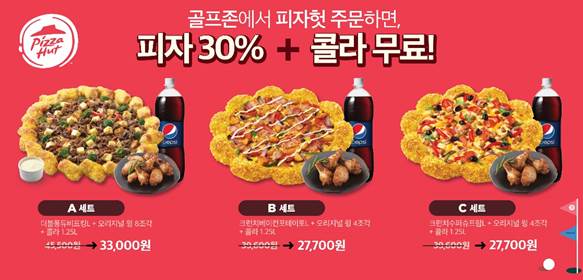 골프존에서 피자헛 주문하면,
Pizza Hut
피자 30% + 콜라 무료!
pepsi
pepsi
pepsi
A 세트
더블퐁듀비프킹L + 오리지널 윙 8조각
+ 콜라 1.25L
45,500원 → 33,000원
B 세트
크런치베이컨포테이토L + 오리지널 윙 4조각
+ 콜라 1.25L
39,600원 → 27,700원
C 세트
크런치수퍼슈프림L + 오리지널 윙 4조각
+ 콜라 1.25L
39,600원 → 27,700원